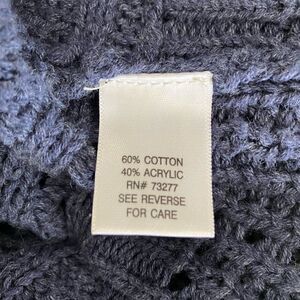 60% COTTON
40% ACRYLIC
RN# 73277
SEE REVERSE
FOR CARE